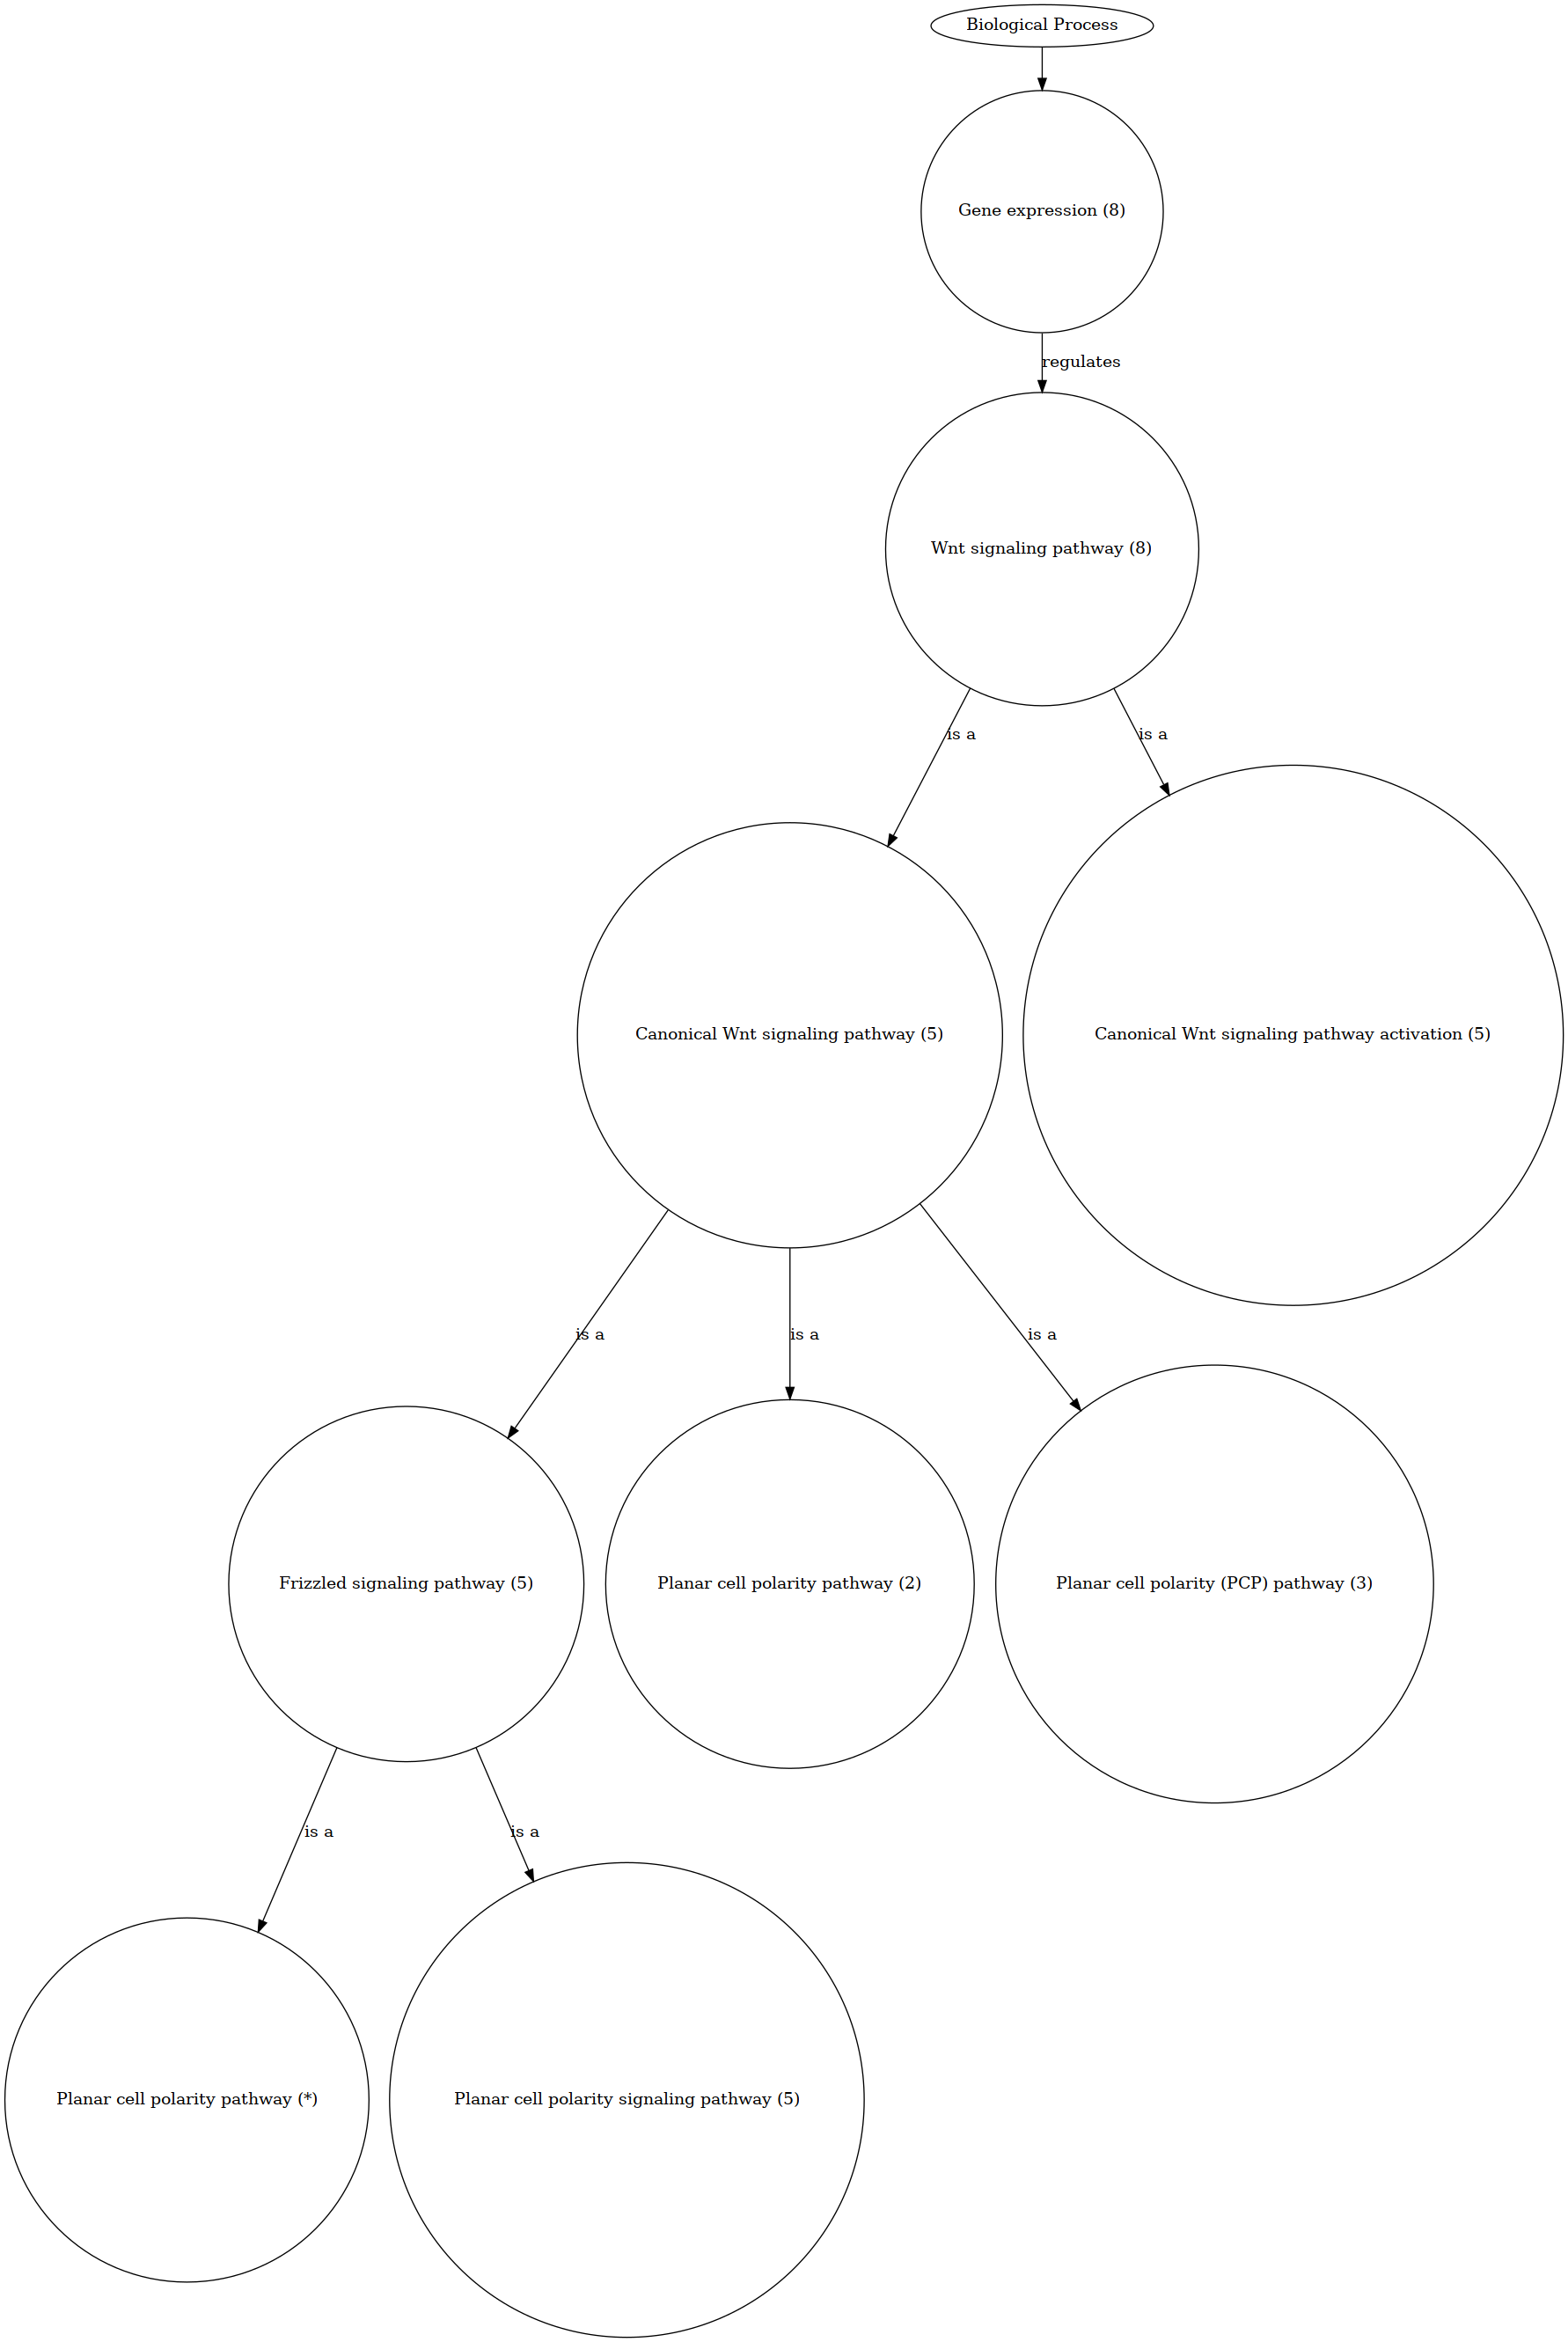 Biological Process
Gene expression (8)
regulates
Wnt signaling pathway (8)
is a
is a
Canonical Wnt signaling pathway (5)
Canonical Wnt signaling pathway activation (5)
is a
is a
is a
Frizzled signaling pathway (5)
Planar cell polarity pathway (2)
Planar cell polarity (PCP) pathway (3)
is a
is a
Planar cell polarity pathway (*)
Planar cell polarity signaling pathway (5)